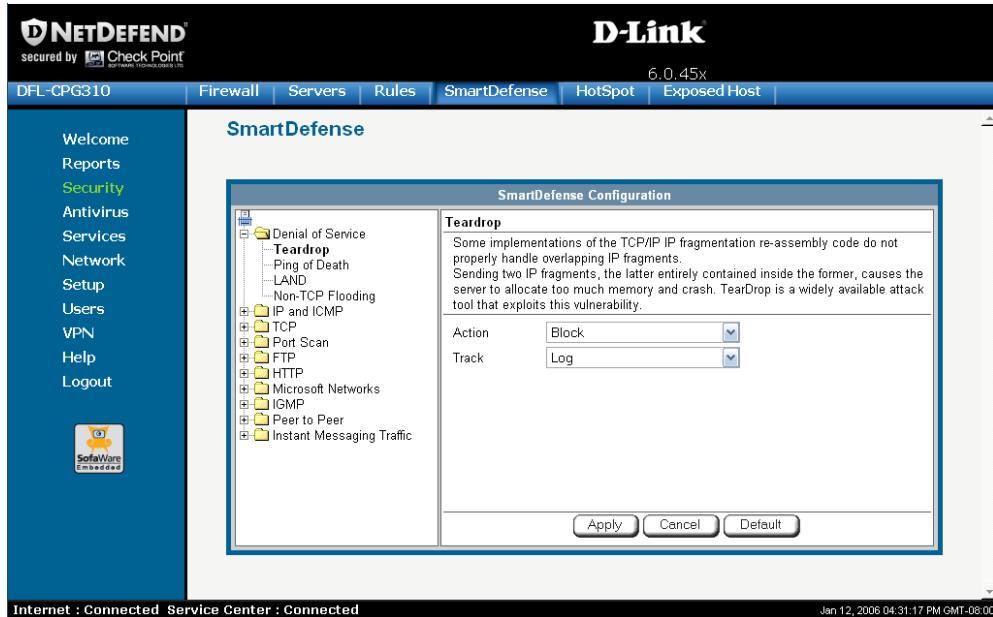 NETDEFEND
secured by Check Point
SOFTWARE TECHNOLOGIES LTD.
D-Link
6.0.45x
DFL-CPG310
Firewall | Servers | Rules | SmartDefense | HotSpot | Exposed Host |
Welcome
Reports
Security
Antivirus
Services
Network
Setup
Users
VPN
Help
Logout
SofaWare
Embedded
SmartDefense
SmartDefense Configuration
Denial of Service
Teardrop
Ping of Death
LAND
Non-TCP Flooding
IP and ICMP
TCP
Port Scan
FTP
HTTP
Microsoft Networks
IGMP
Peer to Peer
Instant Messaging Traffic
Teardrop
Some implementations of the TCP/IP IP fragmentation re-assembly code do not
properly handle overlapping IP fragments.
Sending two IP fragments, the latter entirely contained inside the former, causes the
server to allocate too much memory and crash. TearDrop is a widely available attack
tool that exploits this vulnerability.
Action Block
Track Log
Apply Cancel Default
Internet : Connected Service Center : Connected
Jan 12, 2006 04:31:17 PM GMT-08:00